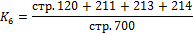 K₆ = (стр. 120 + 211 + 213 + 214) / стр. 700